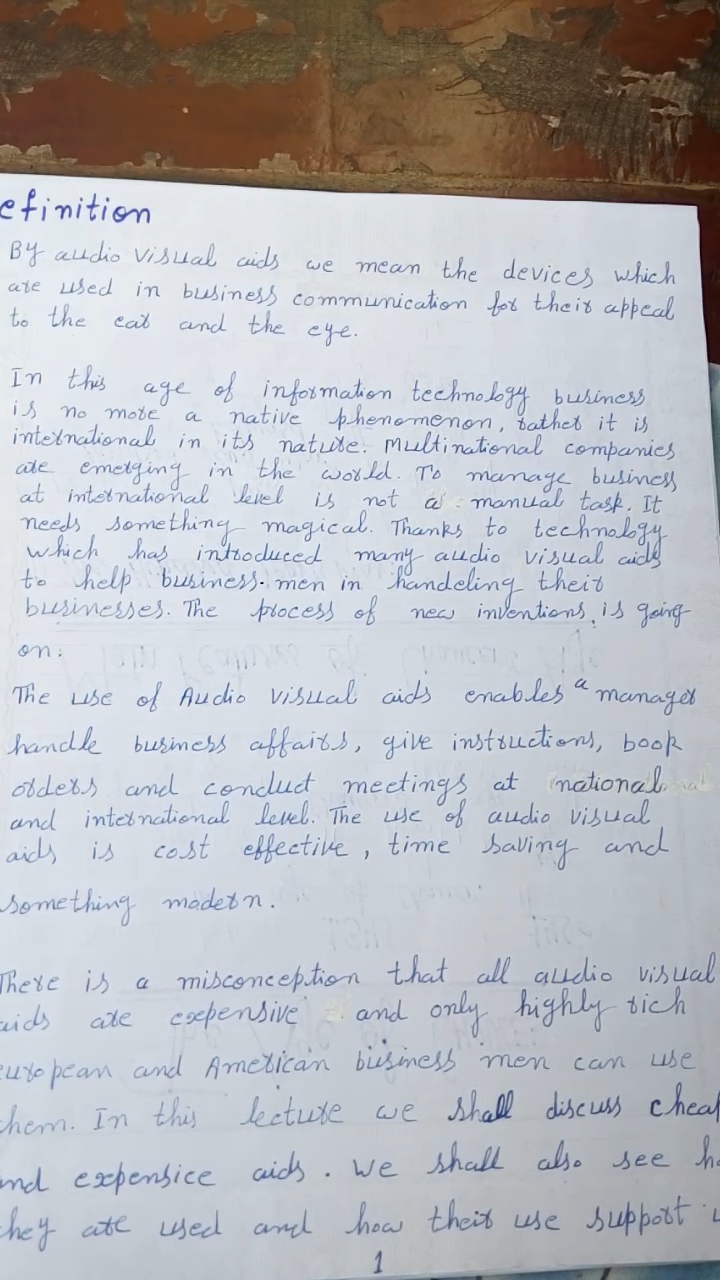 efinition
By audio visual aids we mean the devices which
are used in business communication for their appeal
to the ear and the eye.
In this age of information technology business
is no more a native phenomenon, rather it is
international in its nature. Multinational companies
are emerging in the world. To manage business
at international level is not a manual task. It
needs something magical. Thanks to technology
which has introduced many audio visual aids
to help business men in handeling their
businesses. The process of new inventions is going
on.
The use of Audio visual aids enables a manager
handle business affairs, give instructions, book
orders and conduct meetings at national
and international level. The use of audio visual
aids is cost effective, time saving and
something modern.
There is a misconception that all audio visual
aids are expensive and only highly rich
european and American business men can use
them. In this lecture we shall discuss cheap
and expensice aids. We shall also see ho
they are used and how their use support
1